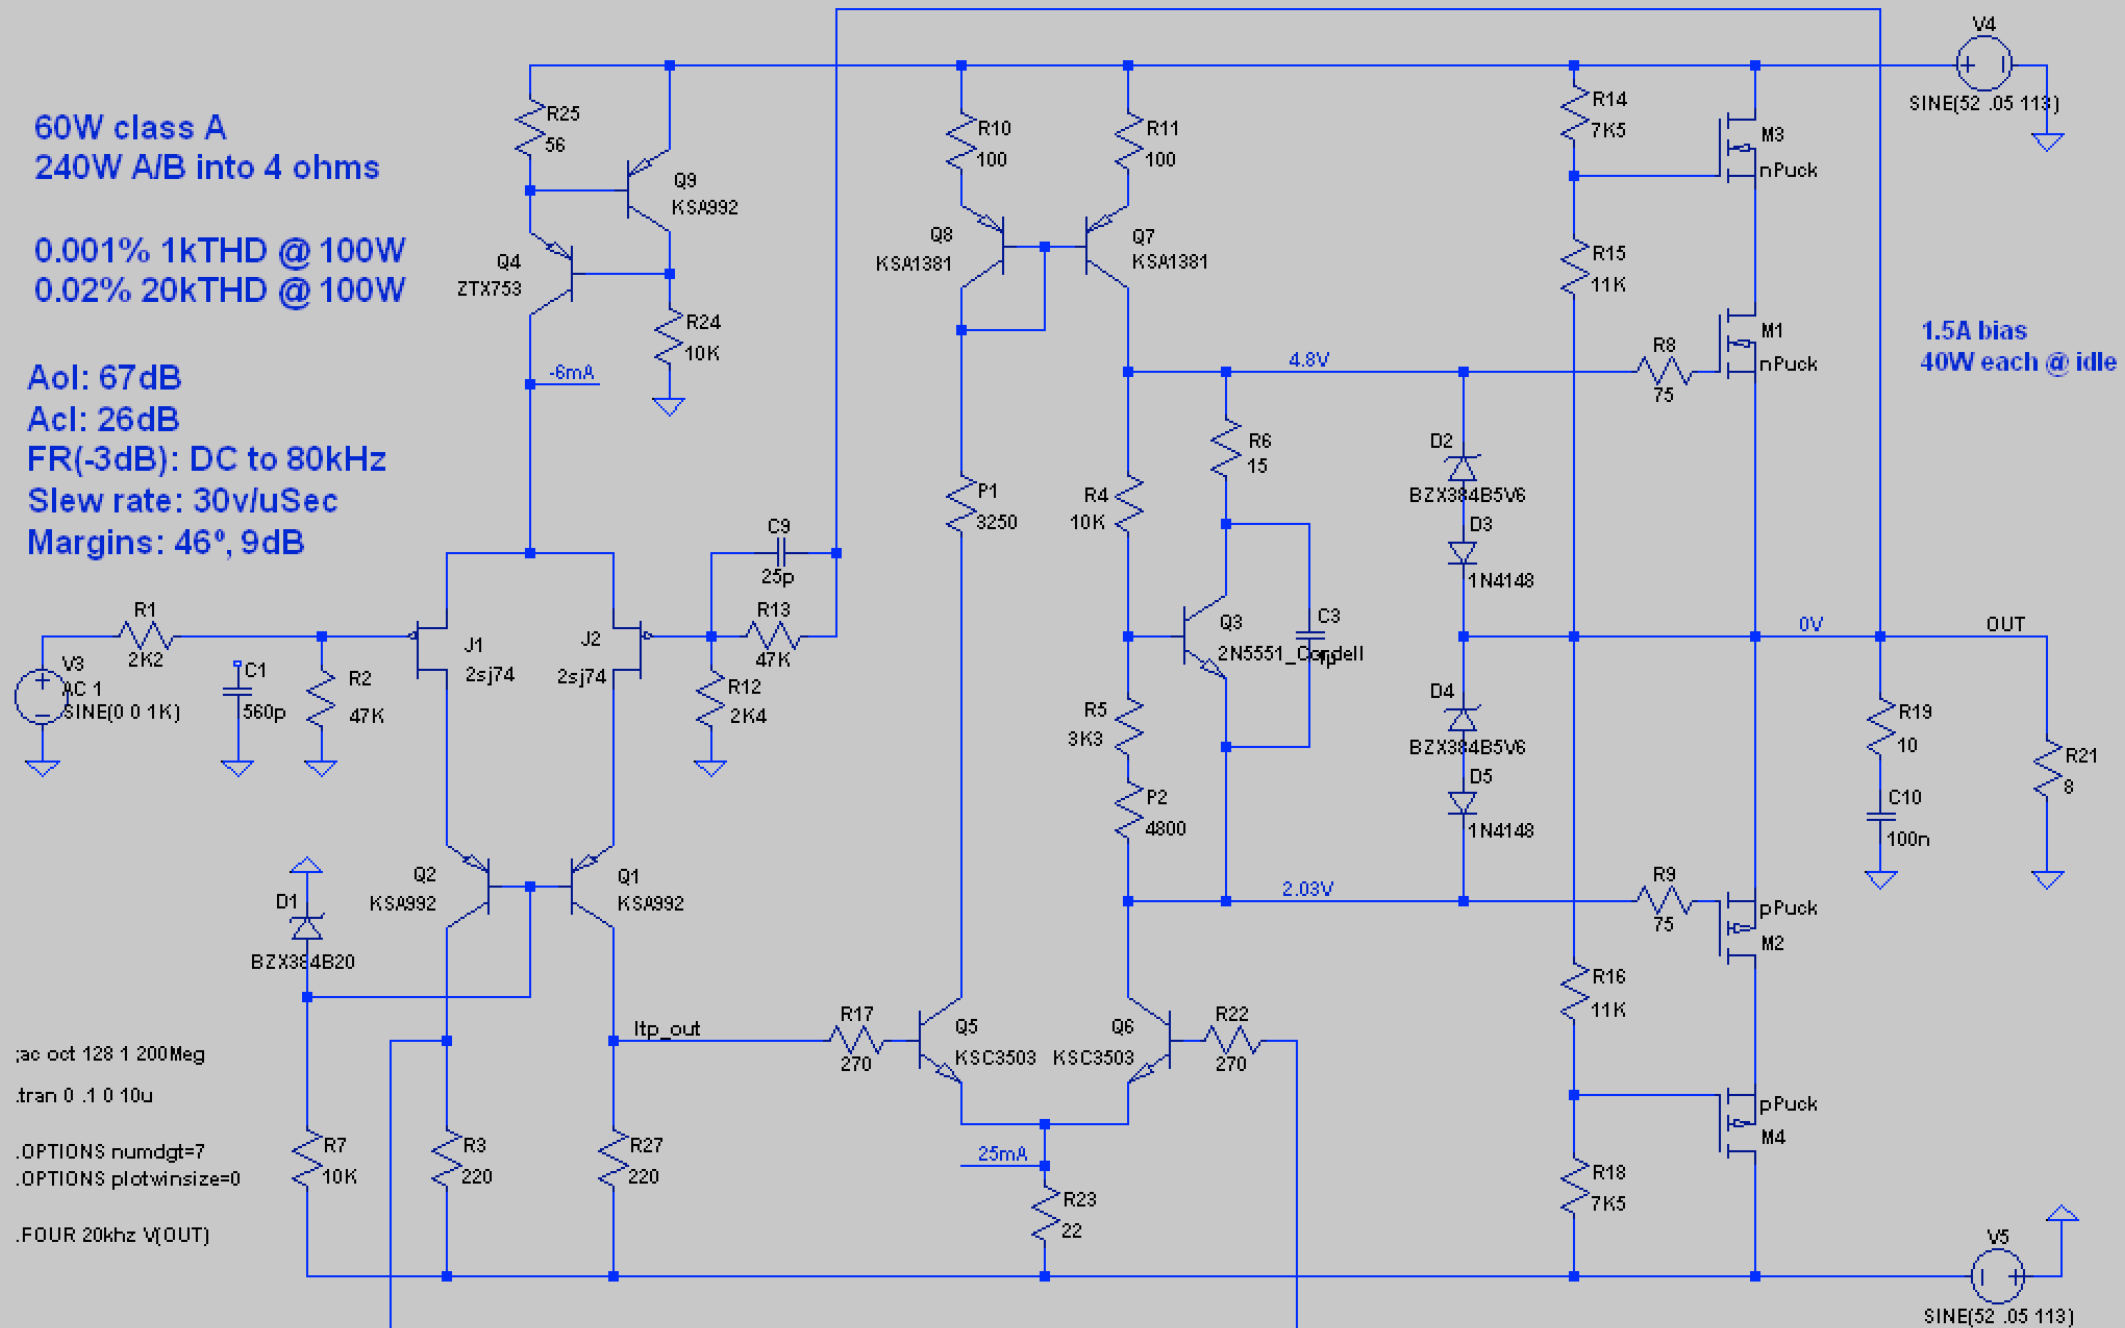 60W class A
240W A/B into 4 ohms
0.001% 1kTHD @ 100W
0.02% 20kTHD @ 100W
Aol: 67dB
Acl: 26dB
FR(-3dB): DC to 80kHz
Slew rate: 30v/uSec
Margins: 46º, 9dB
R25
56
Q9
KSA992
Q4
ZTX753
R24
10K
-6mA
R10
100
R11
100
Q8
KSA1381
Q7
KSA1381
R14
7K5
R15
11K
M3
nPuck
M1
nPuck
V4
SINE(52 .05 113)
1.5A bias
40W each @ idle
4.8V
R8
75
R6
15
D2
BZX384B5V6
D3
1N4148
P1
3250
R4
10K
C9
25p
R13
47K
R1
2K2
V3
AC 1
SINE(0 0 1K)
C1
560p
R2
47K
J1
2sj74
J2
2sj74
R12
2K4
Q3
2N5551_Cordell
C3
1µ
0V
OUT
R5
3K3
P2
4800
D4
BZX384B5V6
D5
1N4148
R19
10
C10
100n
R21
8
D1
BZX384B20
Q2
KSA992
Q1
KSA992
2.03V
R9
75
pPuck
M2
R16
11K
ltp_out
R17
270
Q5
KSC3503
Q6
KSC3503
R22
270
pPuck
M4
R18
7K5
;ac oct 128 1 200Meg
.tran 0 .1 0 10u
.OPTIONS numdgt=7
.OPTIONS plotwinsize=0
.FOUR 20khz V(OUT)
R7
10K
R3
220
R27
220
25mA
R23
22
V5
SINE(52 .05 113)